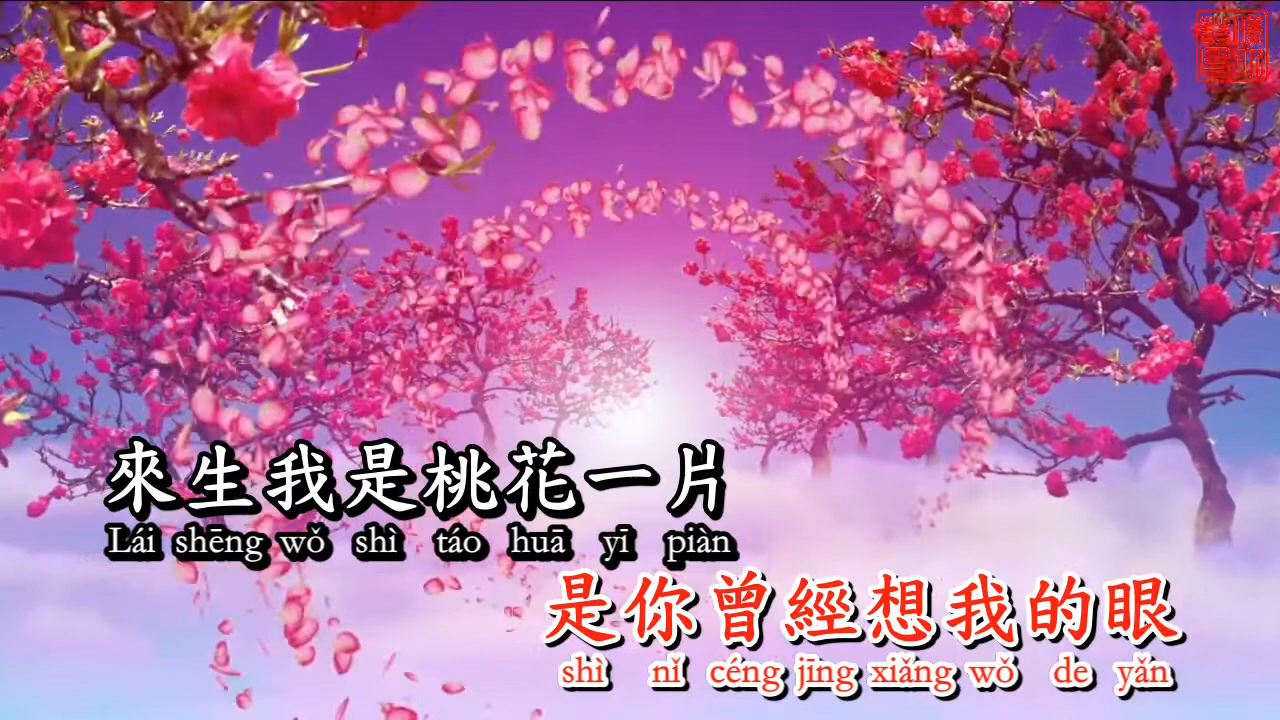 來生我是桃花一片
Lái shēng wǒ shì táo huā yī piàn
是你曾經想我的眼
shì nǐ céng jīng xiǎng wǒ de yǎn